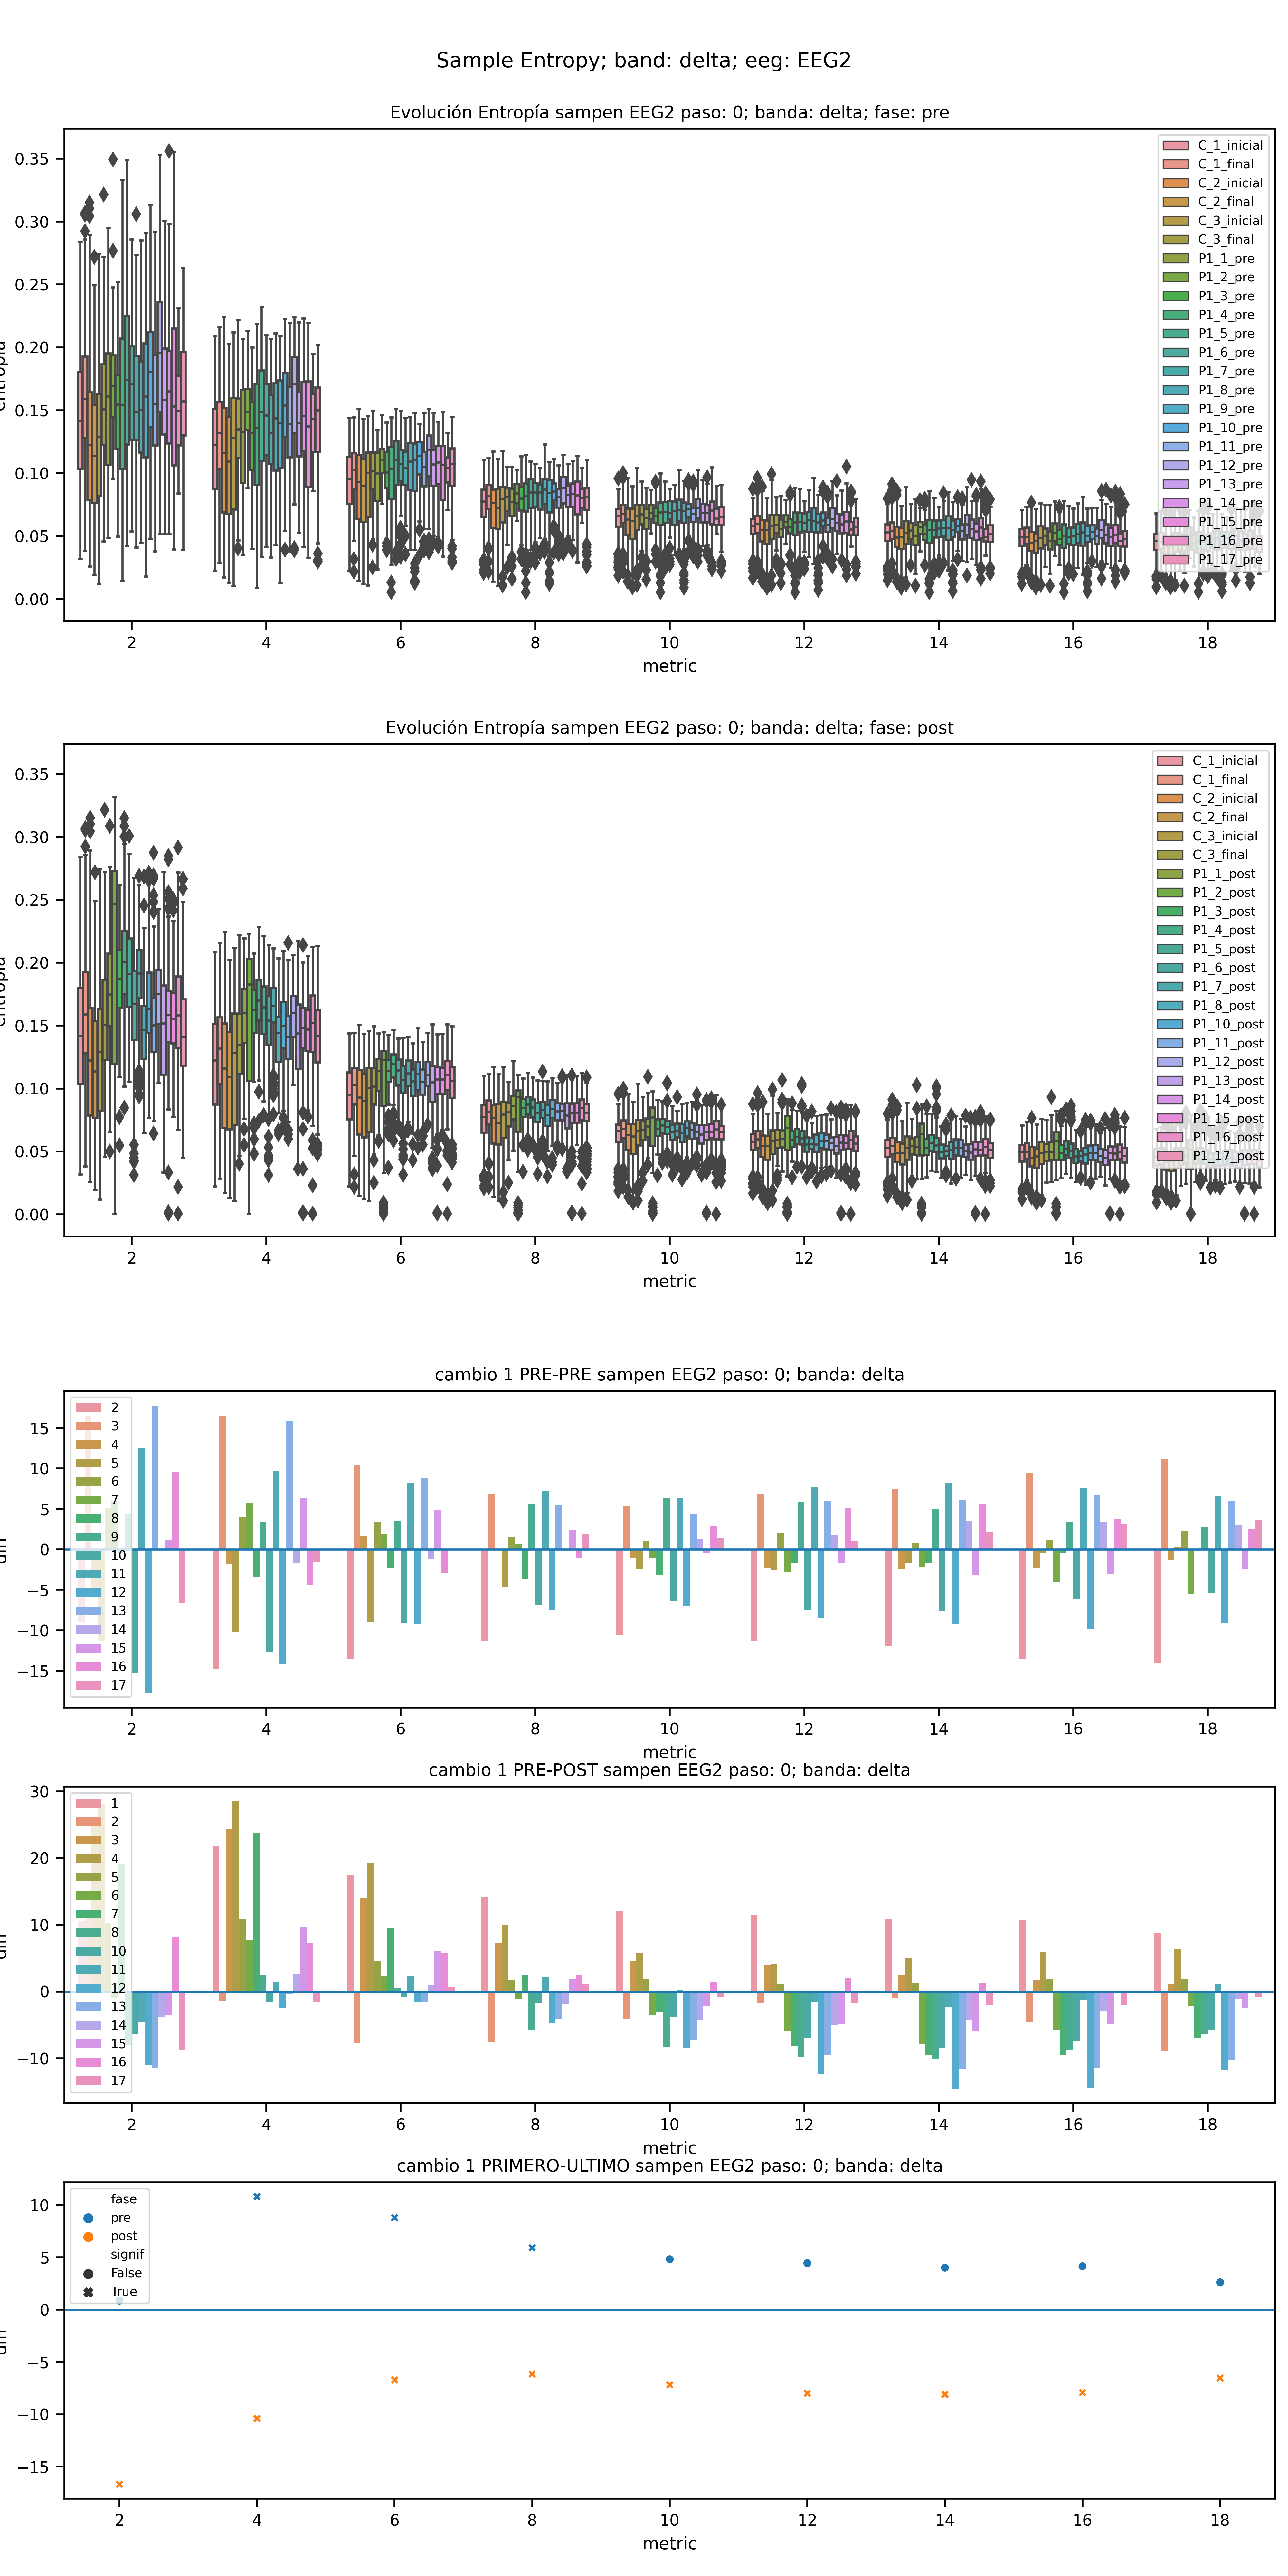 Sample Entropy; band: delta; eeg: EEG2
Evolución Entropía sampen EEG2 paso: 0; banda: delta; fase: pre
0.35
0.30
0.25
0.20
0.15
0.10
0.05
0.00
entropía
2 4 6 8 10 12 14 16 18
metric
C_1_inicial
C_1_final
C_2_inicial
C_2_final
C_3_inicial
C_3_final
P1_1_pre
P1_2_pre
P1_3_pre
P1_4_pre
P1_5_pre
P1_6_pre
P1_7_pre
P1_8_pre
P1_9_pre
P1_10_pre
P1_11_pre
P1_12_pre
P1_13_pre
P1_14_pre
P1_15_pre
P1_16_pre
P1_17_pre
Evolución Entropía sampen EEG2 paso: 0; banda: delta; fase: post
0.35
0.30
0.25
0.20
0.15
0.10
0.05
0.00
entropía
2 4 6 8 10 12 14 16 18
metric
C_1_inicial
C_1_final
C_2_inicial
C_2_final
C_3_inicial
C_3_final
P1_1_post
P1_2_post
P1_3_post
P1_4_post
P1_5_post
P1_6_post
P1_7_post
P1_8_post
P1_10_post
P1_11_post
P1_12_post
P1_13_post
P1_14_post
P1_15_post
P1_16_post
P1_17_post
cambio 1 PRE-PRE sampen EEG2 paso: 0; banda: delta
15
10
5
0
−5
−10
−15
2
3
4
5
6
7
8
9
10
11
12
13
14
15
16
17
2 4 6 8 10 12 14 16 18
metric
cambio 1 PRE-POST sampen EEG2 paso: 0; banda: delta
30
20
10
0
−10
1
2
3
4
5
6
7
8
10
11
12
13
14
15
16
17
2 4 6 8 10 12 14 16 18
metric
cambio 1 PRIMERO-ULTIMO sampen EEG2 paso: 0; banda: delta
10
5
0
−5
−10
−15
fase
pre
post
signif
False
True
2 4 6 8 10 12 14 16 18
metric